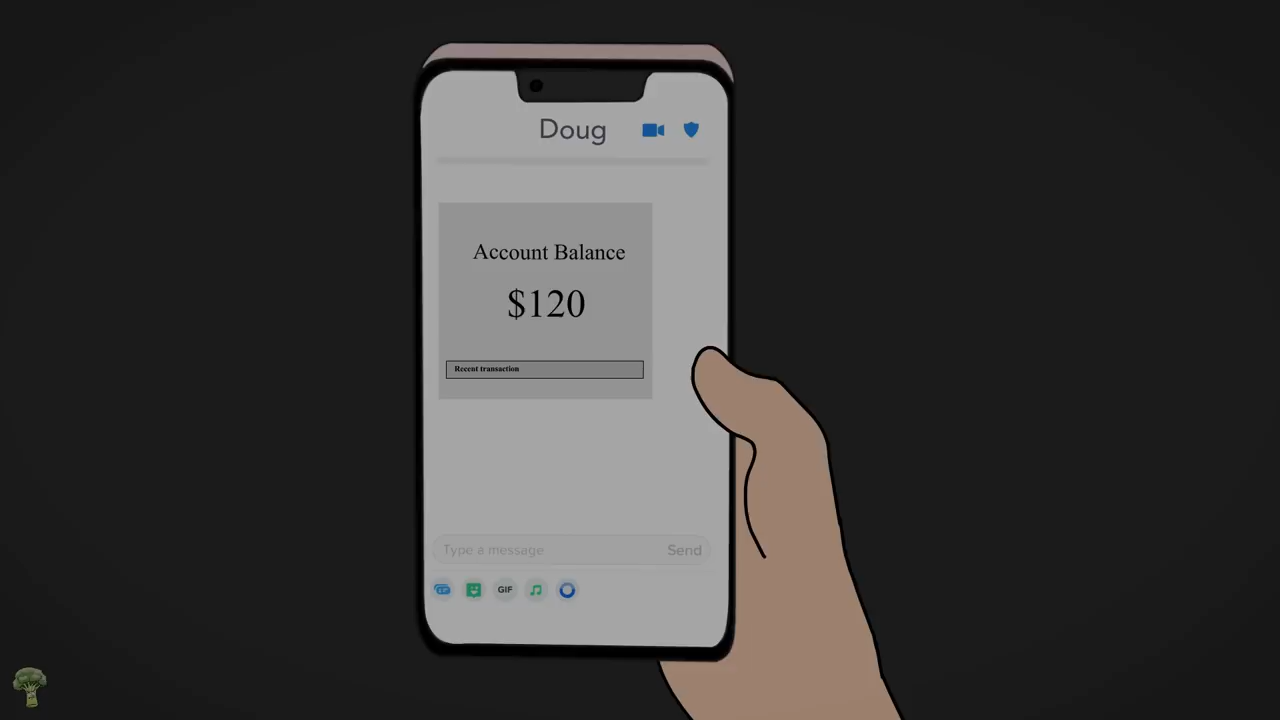 Doug
Account Balance
$120
Recent transaction
Type a message
Send
GIF